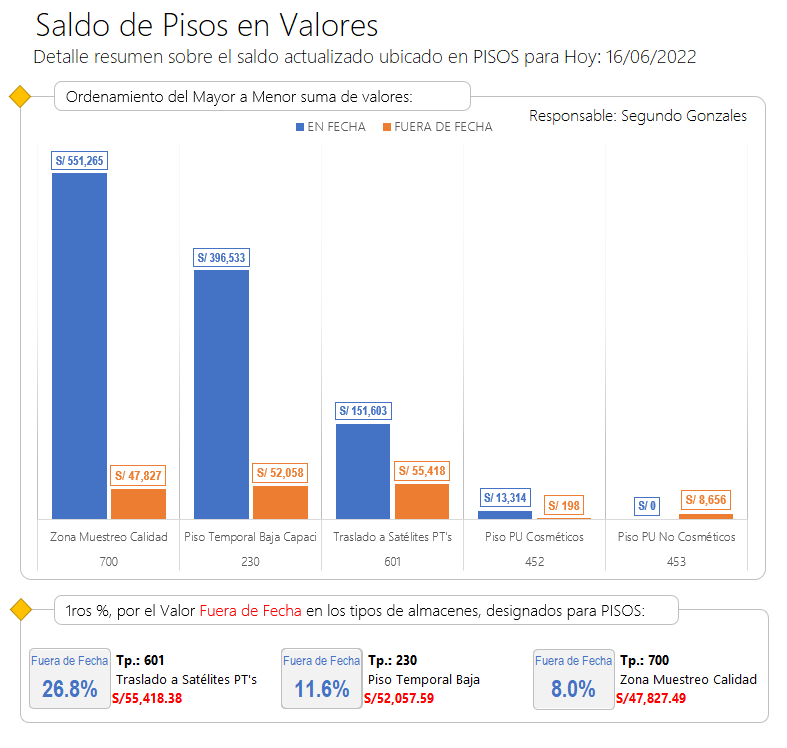 Saldo de Pisos en Valores
Detalle resumen sobre el saldo actualizado ubicado en PISOS para Hoy: 16/06/2022
Ordenamiento del Mayor a Menor suma de valores:
Responsable: Segundo Gonzales
EN FECHA FUERA DE FECHA
S/ 551,265
S/ 396,533
S/ 151,603
S/ 47,827
S/ 52,058
S/ 55,418
S/ 13,314
S/ 198
S/ 0
S/ 8,656
Zona Muestreo Calidad Piso Temporal Baja Capaci Traslado a Satélites PT's Piso PU Cosméticos Piso PU No Cosméticos
700 230 601 452 453
1ros %, por el Valor Fuera de Fecha en los tipos de almacenes, designados para PISOS:
Fuera de Fecha
26.8%
Tp.: 601
Traslado a Satélites PT's
S/55,418.38
Fuera de Fecha
11.6%
Tp.: 230
Piso Temporal Baja
S/52,057.59
Fuera de Fecha
8.0%
Tp.: 700
Zona Muestreo Calidad
S/47,827.49